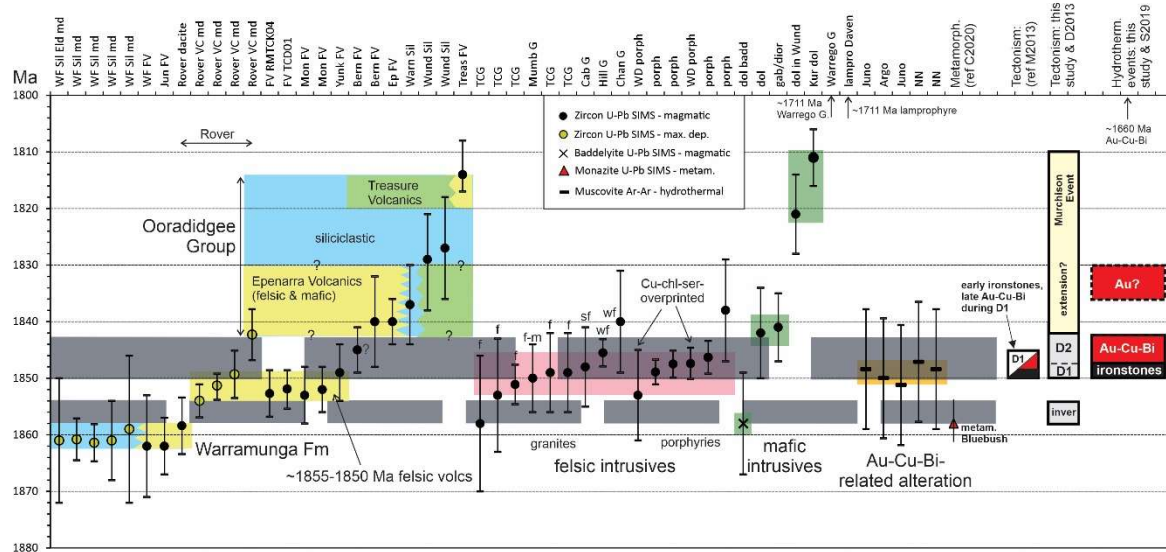 WF Sil Eld md
WF Sil md
WF Sil md
WF Sil md
WF Sil md
WF FV
Jun FV
Rover dacite
Rover VC md
Rover VC md
Rover VC md
Rover VC md
FV RMTCK04
FV TCD01
Mon FV
Mon FV
Yunk FV
Bern FV
Bern FV
Ep FV
Warn Sil
Wund Sil
Wund Sil
Treas FV
TCG
TCG
TCG
Mumb G
TCG
TCG
Cab G
Hill G
Chan G
WD porph
porph
porph
WD porph
porph
porph
dol badd
dol
gab/dior
dol in Wund
Kur dol
Warrego G
lampro Daven
Juno
Argo
Juno
NN
NN
Metamorph.
(ref C2020)
Tectonism:
(ref M2013)
Tectonism: this
study & D2013
Hydrotherm.
events: this
study & S2019
Ma
1800
1810
1820
1830
1840
1850
1860
1870
1880
Zircon U-Pb SIMS - magmatic
Zircon U-Pb SIMS - max. dep.
Baddelyite U-Pb SIMS - magmatic
Monazite U-Pb SIMS - metam.
Muscovite Ar-Ar - hydrothermal
~1711 Ma
Warrego G.
~1711 Ma lamprophyre
~1660 Ma
Au-Cu-Bi
Rover
Ooradidgee
Group
Treasure
Volcanics
siliciclastic
?
?
Epenarra Volcanics
(felsic & mafic)
?
?
?
Warramunga Fm
~1855-1850 Ma felsic volcs
f
f
f
f-m
f
f
sf
wf
wf
Cu-chl-ser-
overprinted
granites
porphyries
felsic intrusives
mafic
intrusives
Au-Cu-Bi-
related alteration
metam.
Bluebush
early ironstones,
late Au-Cu-Bi
during D1
D1
Murchison
Event
extension?
D2
D1
inver
Au?
Au-Cu-Bi
ironstones